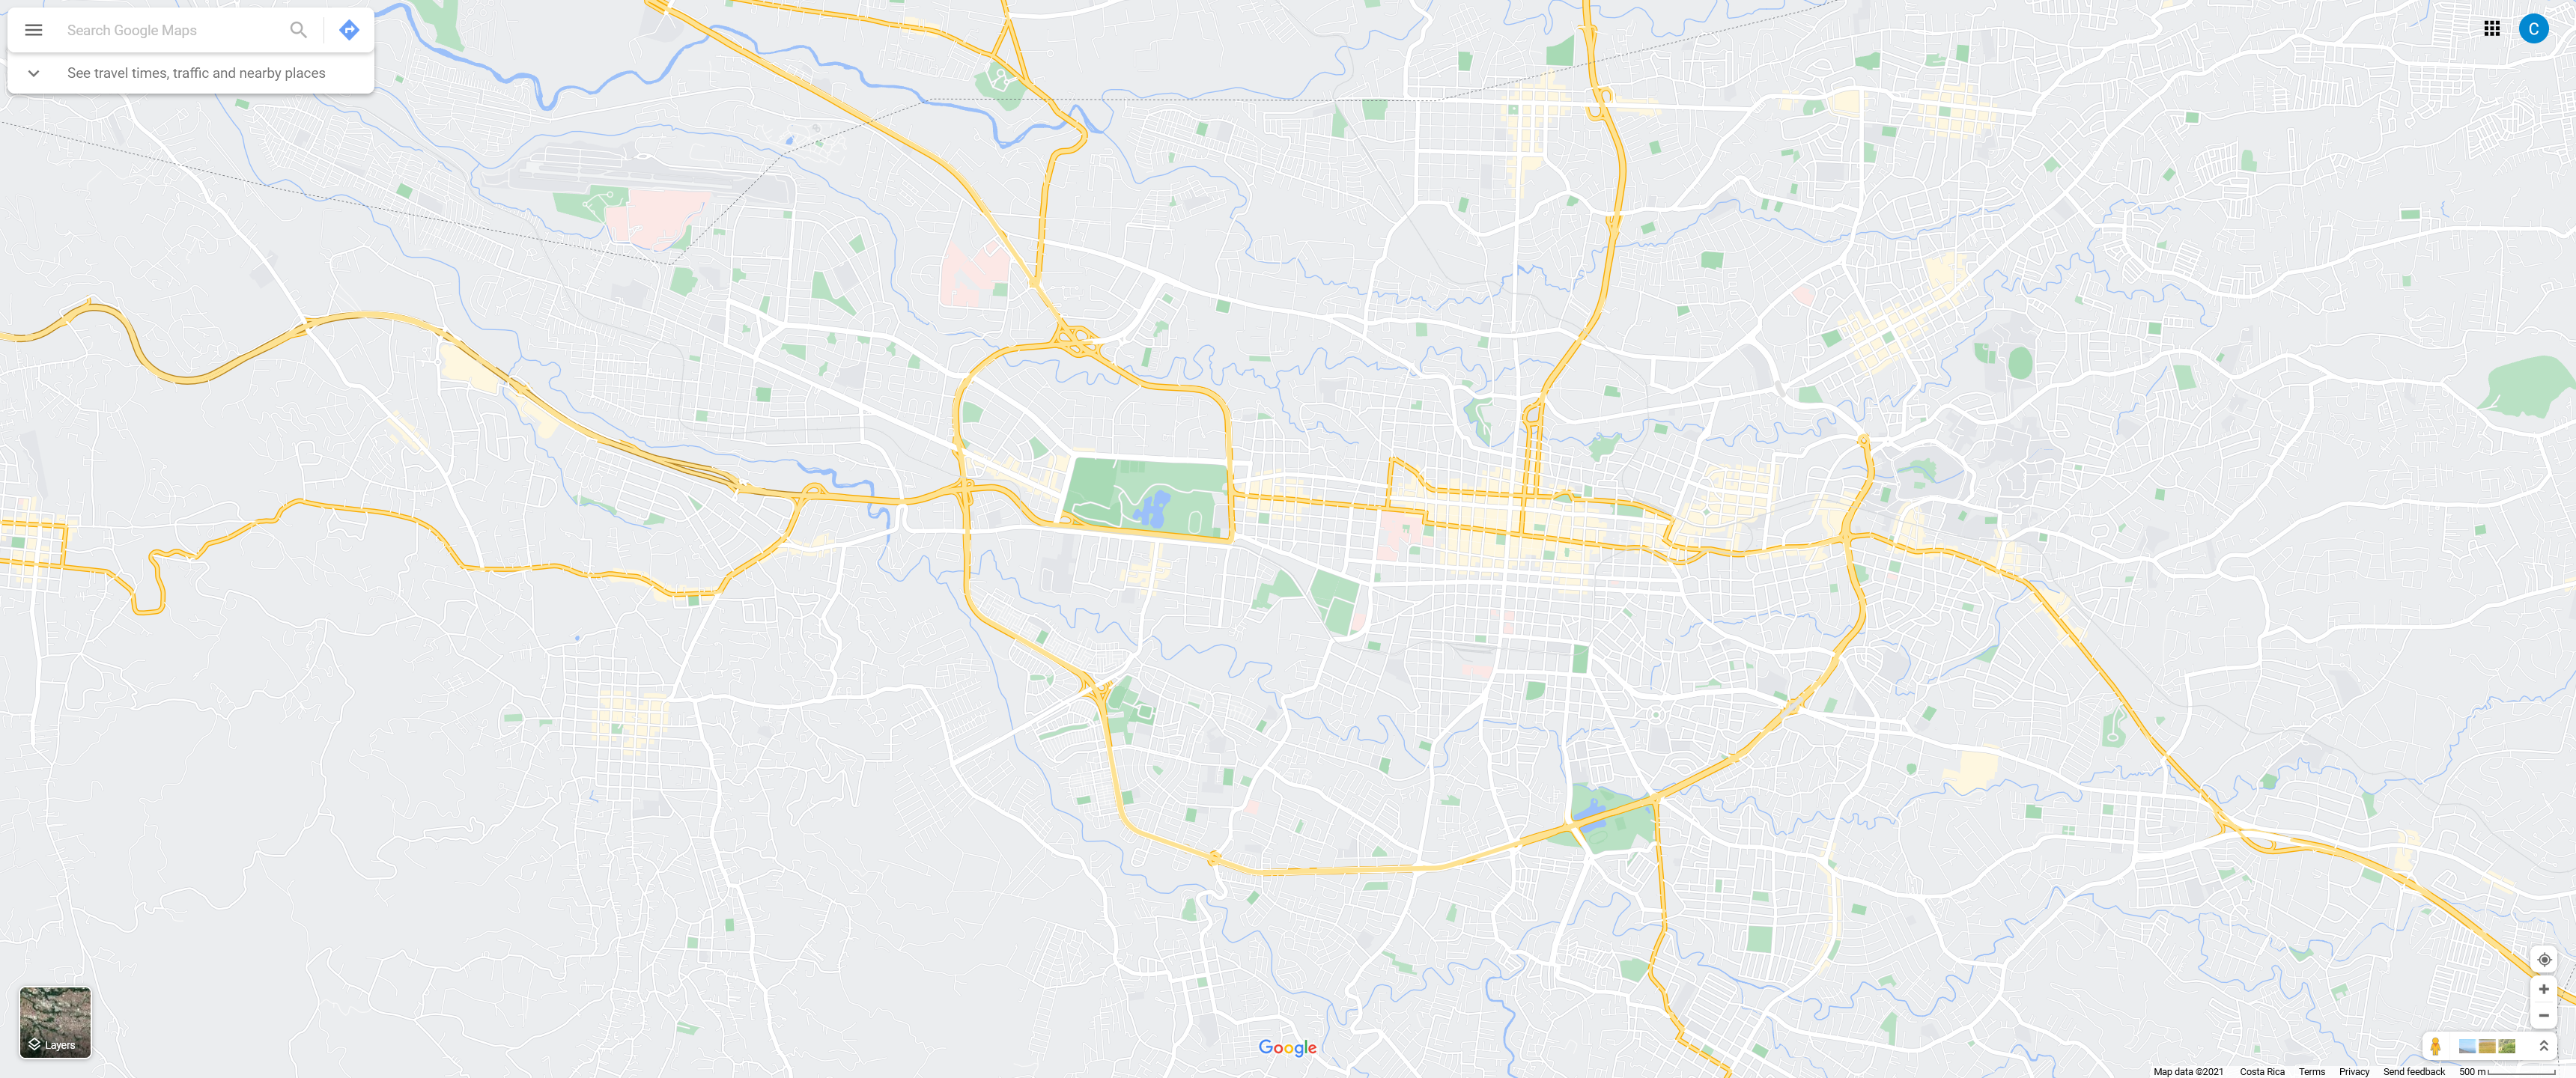 Search Google Maps
See travel times, traffic and nearby places
C
Layers
Google
Map data ©2021 Costa Rica Terms Privacy Send feedback 500 m